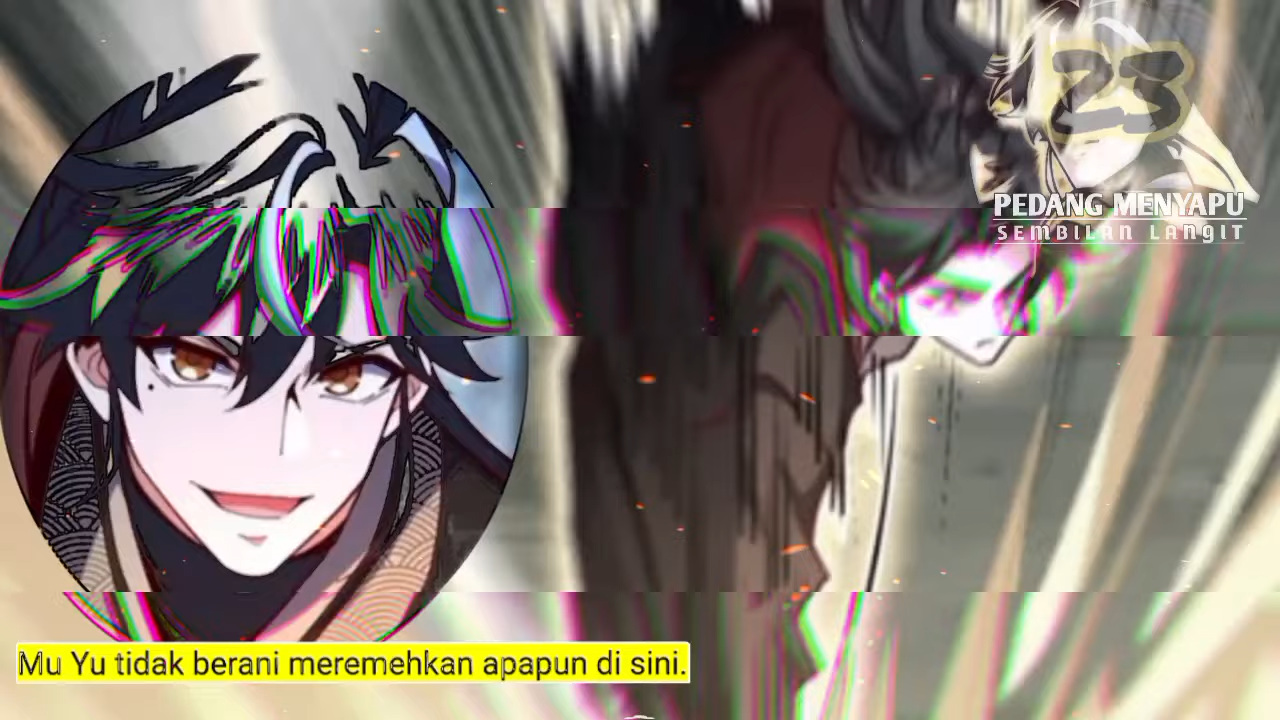 23
PEDANG MENYAPU
SEMBILAN LANGIT
Mu Yu tidak berani meremehkan apapun di sini.